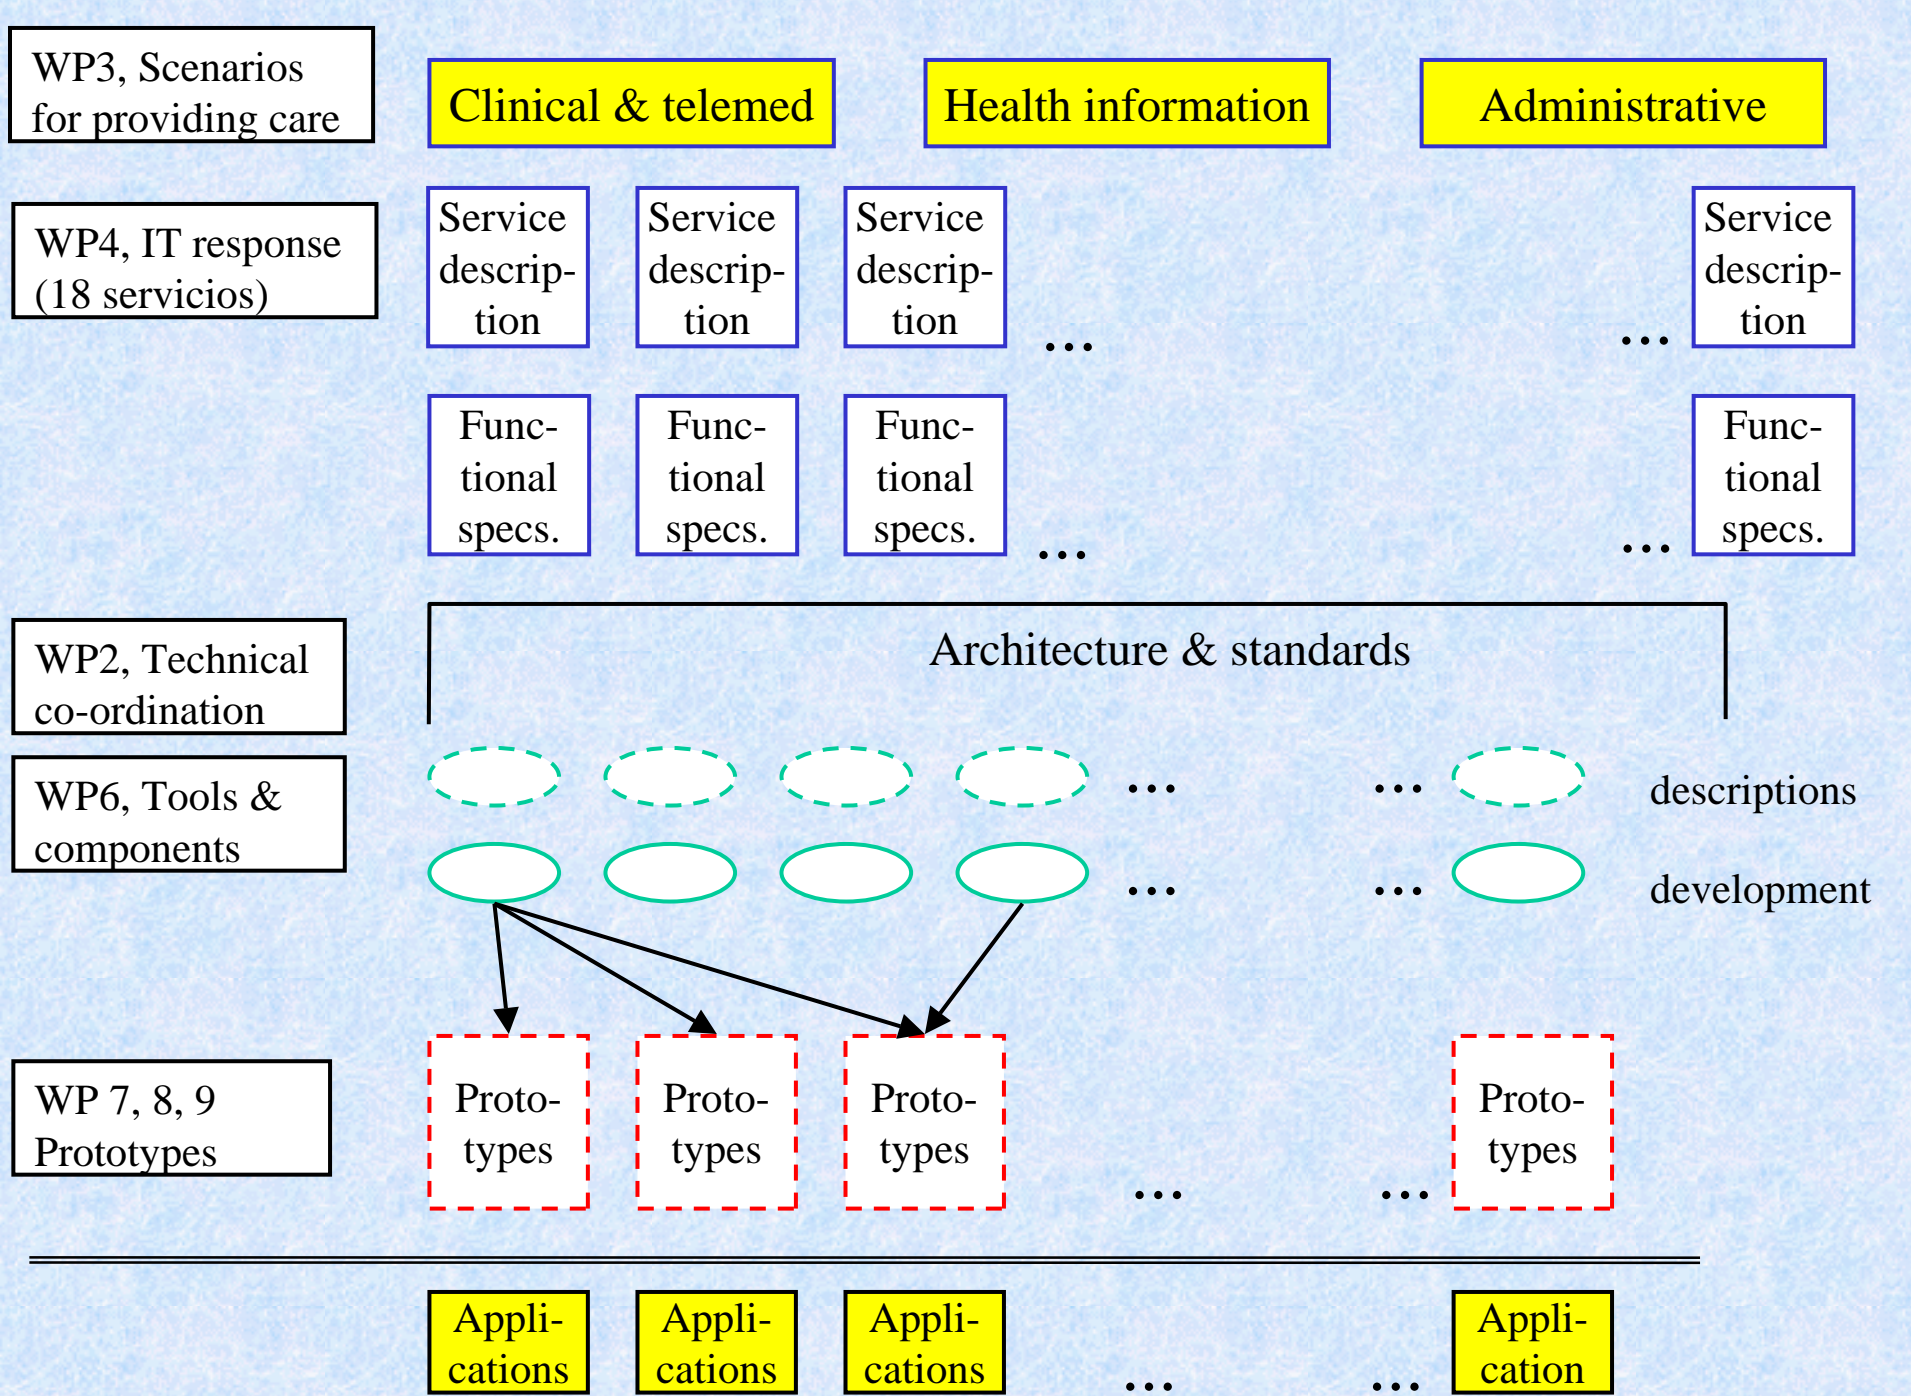 WP3, Scenarios
for providing care
Clinical & telemed
Health information
Administrative
WP4, IT response
(18 servicios)
Service
descrip-
tion
Service
descrip-
tion
Service
descrip-
tion
...
...
Service
descrip-
tion
Func-
tional
specs.
Func-
tional
specs.
Func-
tional
specs.
...
...
Func-
tional
specs.
WP2, Technical
co-ordination
Architecture & standards
WP6, Tools &
components
...
...
descriptions
...
...
development
WP 7, 8, 9
Prototypes
Proto-
types
Proto-
types
Proto-
types
...
...
Proto-
types
Appli-
cations
Appli-
cations
Appli-
cations
...
...
Appli-
cation